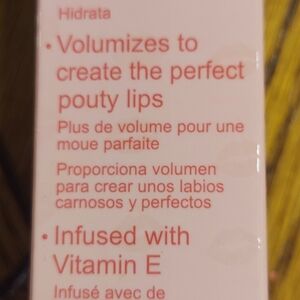 Hidrata
• Volumizes to
create the perfect
pouty lips
Plus de volume pour une
moue parfaite
Proporciona volumen
para crear unos labios
carnosos y perfectos
• Infused with
Vitamin E
Infusé avec de